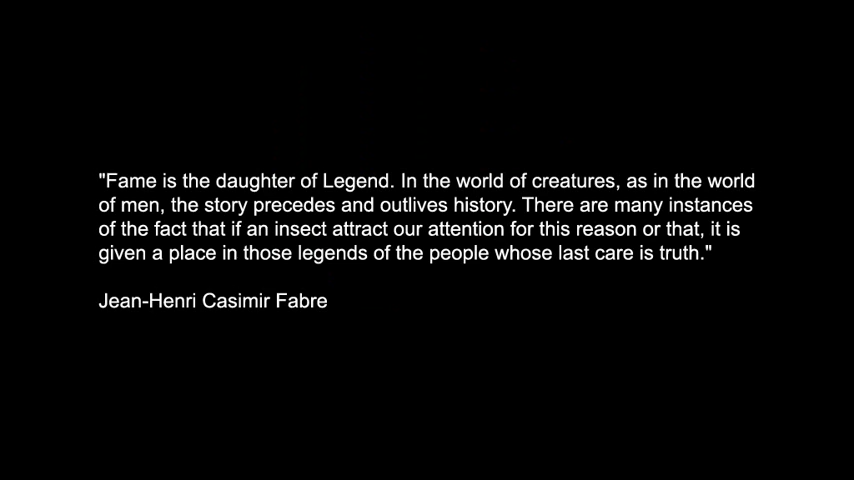 "Fame is the daughter of Legend. In the world of creatures, as in the world
of men, the story precedes and outlives history. There are many instances
of the fact that if an insect attract our attention for this reason or that, it is
given a place in those legends of the people whose last care is truth."
Jean-Henri Casimir Fabre